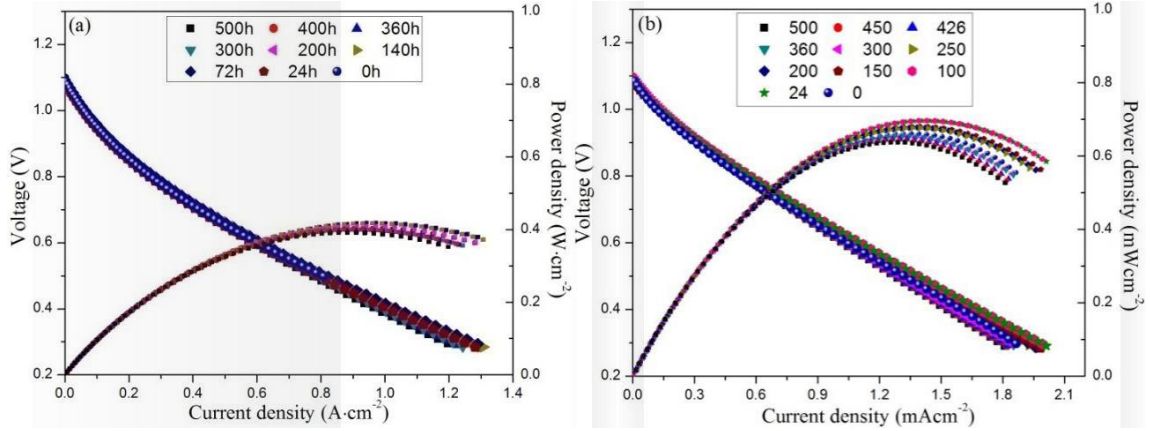 (a)
500h 400h 360h
300h 200h 140h
72h 24h 0h
Voltage (V)
1.2
1.0
0.8
0.6
0.4
0.2
0.0 0.2 0.4 0.6 0.8 1.0 1.2 1.4
Current density (A·cm-2)
1.0
0.8
0.6
0.4
0.2
0.0
Power density (W·cm-2)
(b)
500 450 426
360 300 250
200 150 100
24 0
Voltage (V)
1.2
1.0
0.8
0.6
0.4
0.2
0.0 0.3 0.6 0.9 1.2 1.5 1.8 2.1
Current density (mAcm-2)
1.0
0.8
0.6
0.4
0.2
0.0
Power density (mWcm-2)